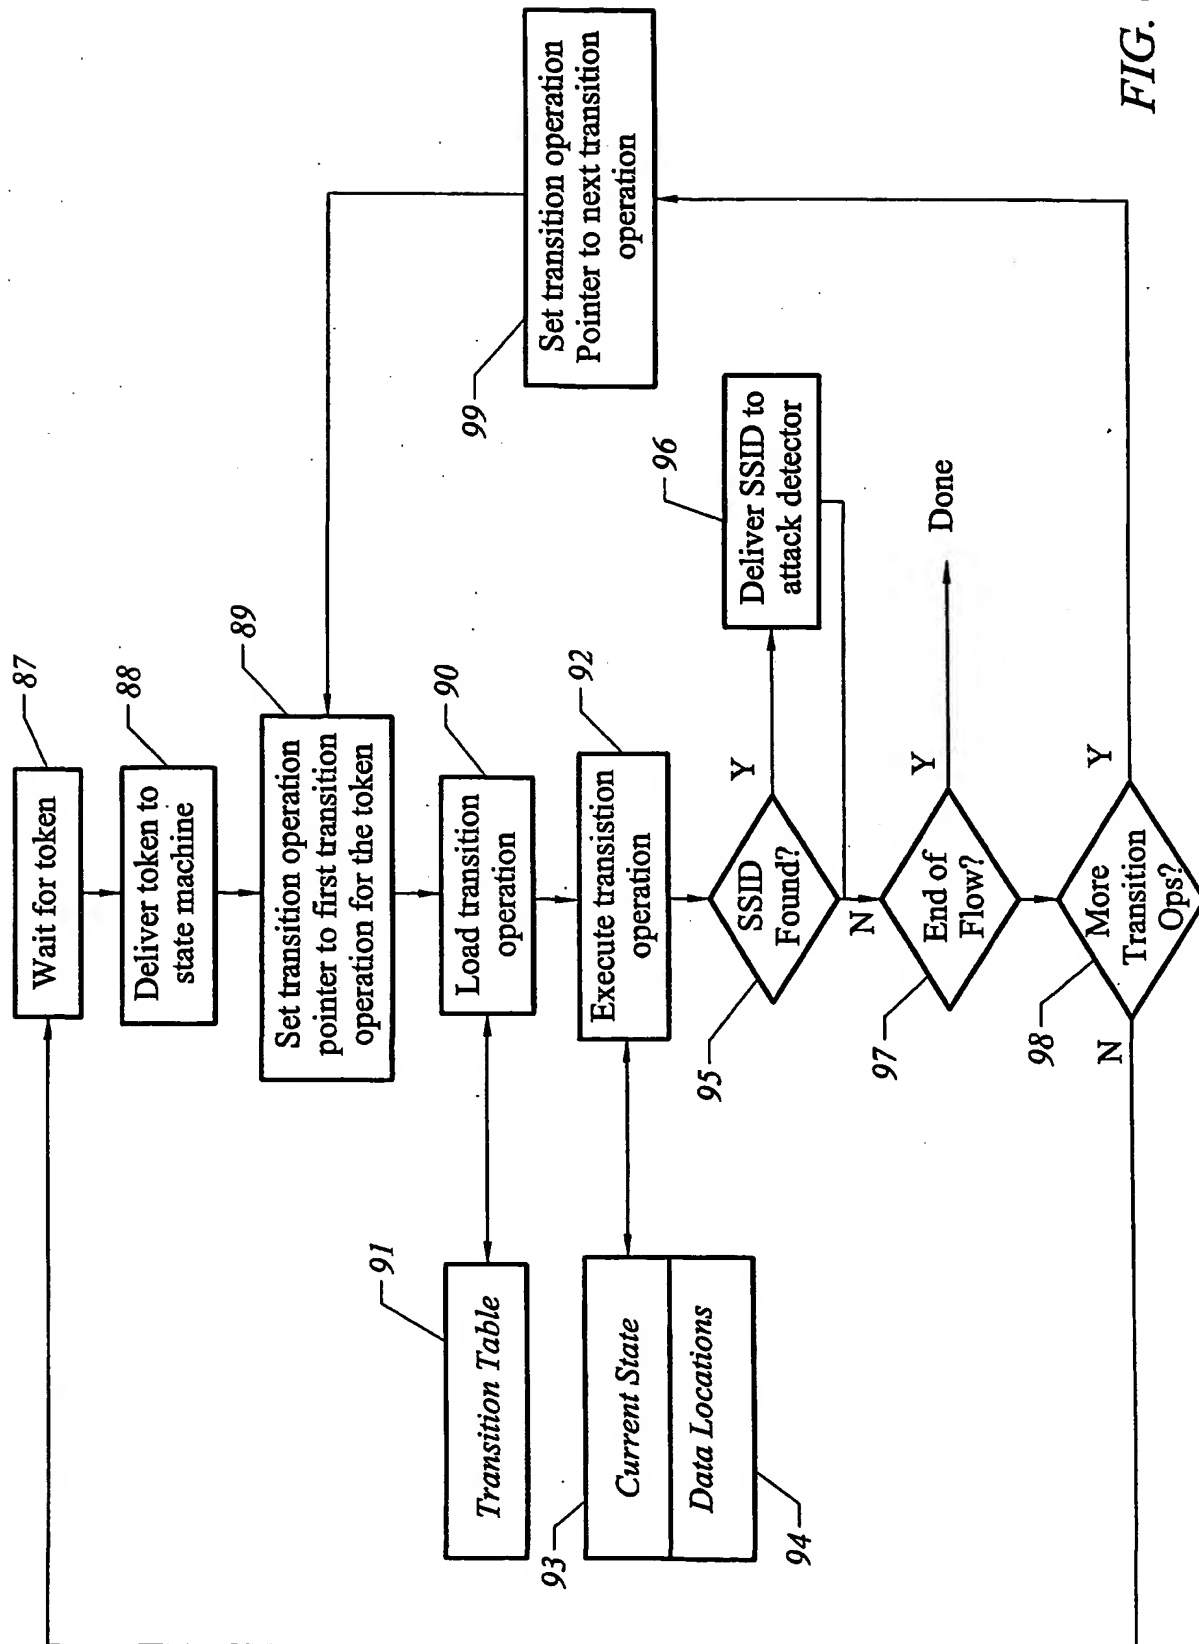 Wait for token
87
Deliver token to
state machine
88
Set transition operation
pointer to first transition
operation for the token
89
Load transition
operation
90
Transition Table
91
Execute transistion
operation
92
Current State
93
Data Locations
94
SSID
Found?
95
Y
N
Deliver SSID to
attack detector
96
End of
Flow?
97
Y
Done
More
Transition
Ops?
98
N
Y
Set transition operation
Pointer to next transition
operation
99
FIG.